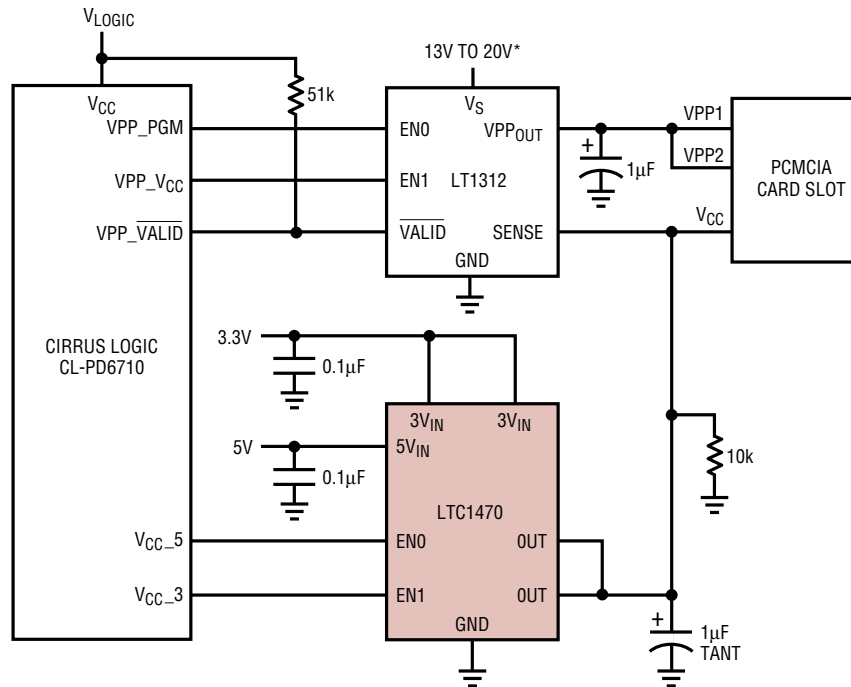 VLOGIC
13V TO 20V*
51k
VCC
VPP_PGM
VPP_VCC
VPP_VALID
CIRRUS LOGIC
CL-PD6710
VCC_5
VCC_3
VS
EN0
VPPOUT
EN1
LT1312
VALID
SENSE
GND
+
1µF
VPP1
VPP2
VCC
PCMCIA
CARD SLOT
3.3V
0.1µF
5V
0.1µF
3VIN
3VIN
5VIN
LTC1470
EN0
OUT
EN1
OUT
GND
10k
+
1µF
TANT